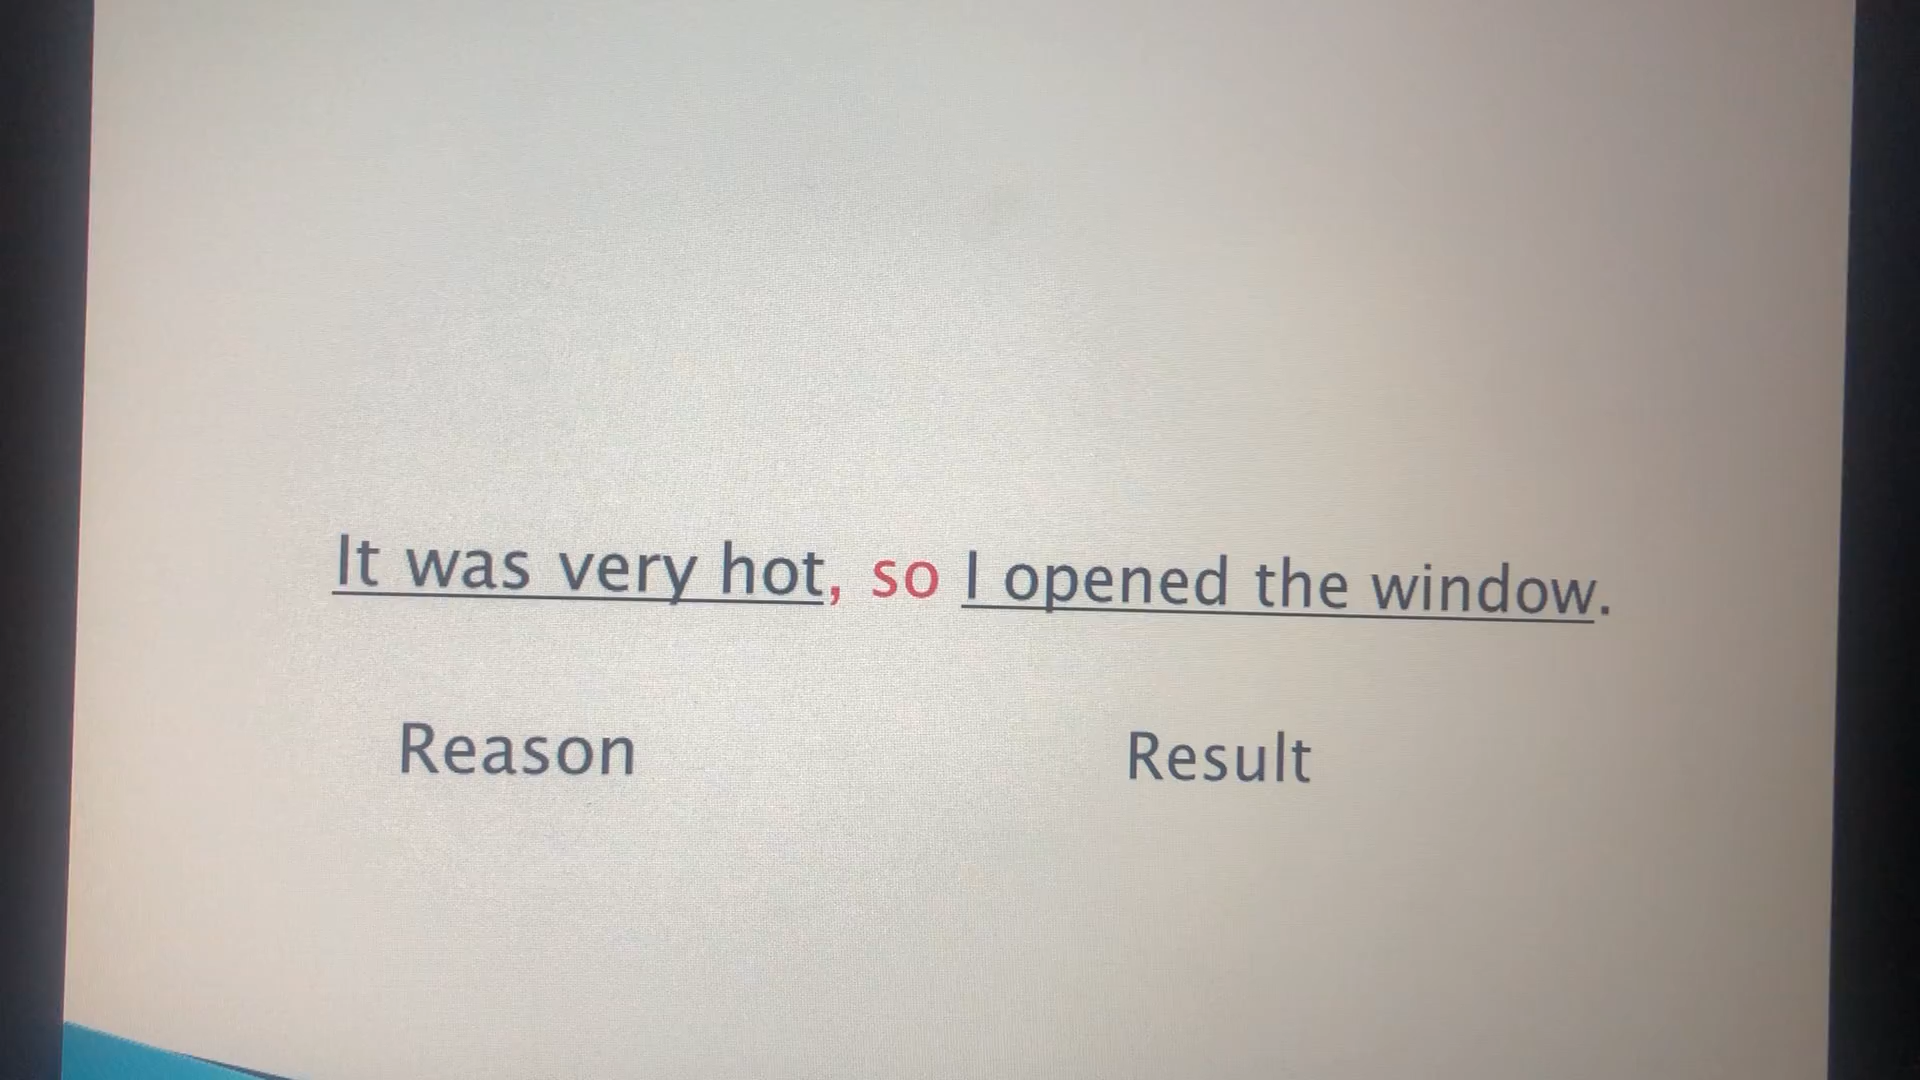 It was very hot, so I opened the window.
Reason Result